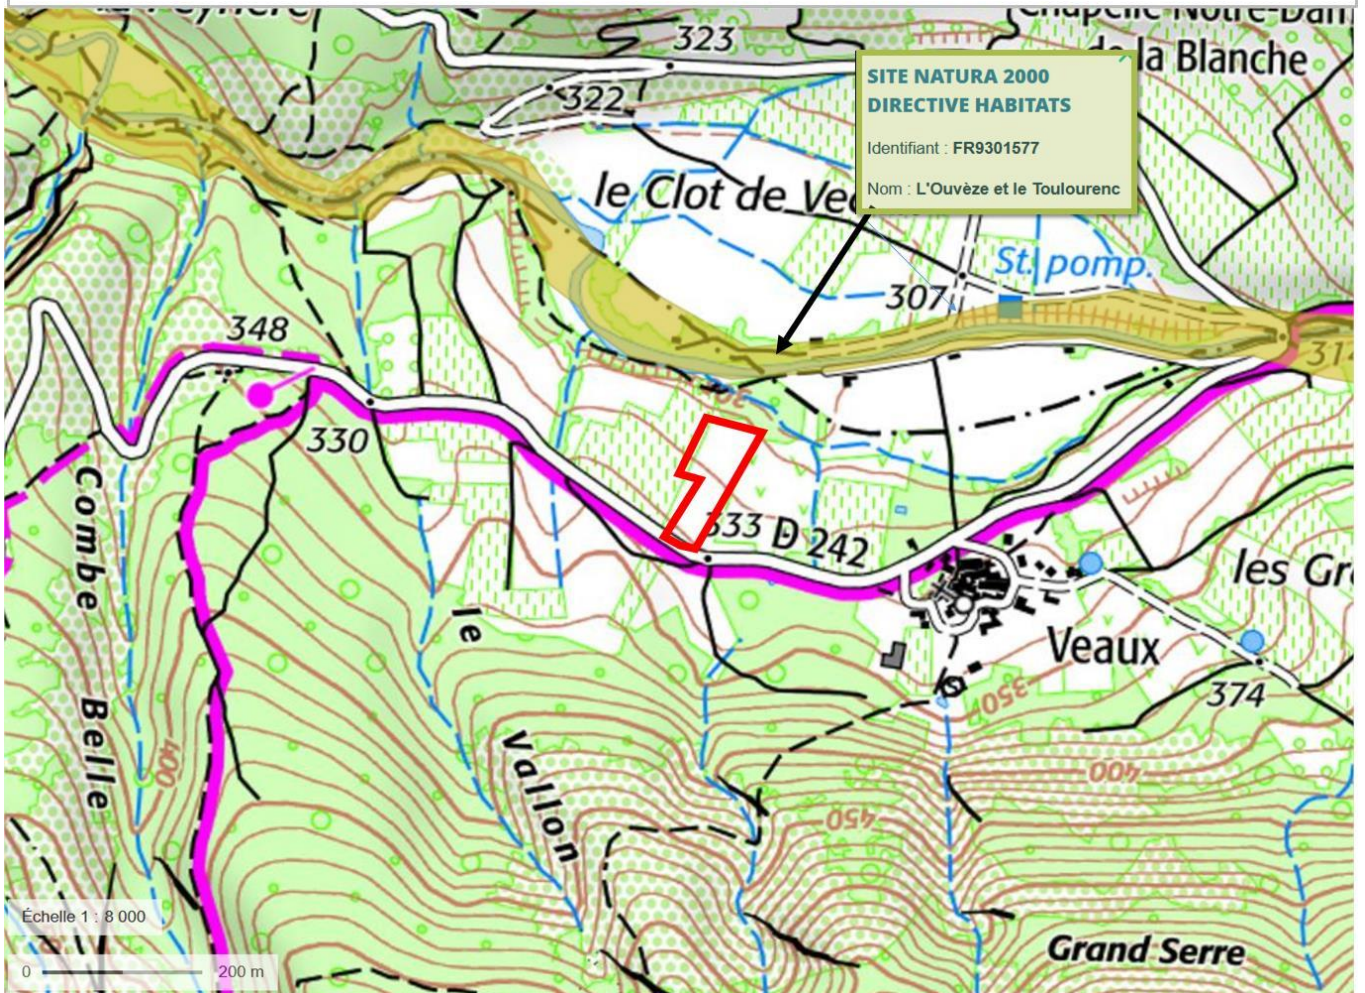 323
Chapelle Notre-Dam
de la Blanche
322
SITE NATURA 2000
DIRECTIVE HABITATS
Identifiant : FR9301577
Nom : L'Ouvèze et le Toulourenc
le Clot de Ve
St. pomp.
307
348
314
330
333 D 242
Combe Belle
le Vallon
les Gr
Veaux
350
374
400
400
450
Échelle 1 : 8 000
0 200 m
Grand Serre